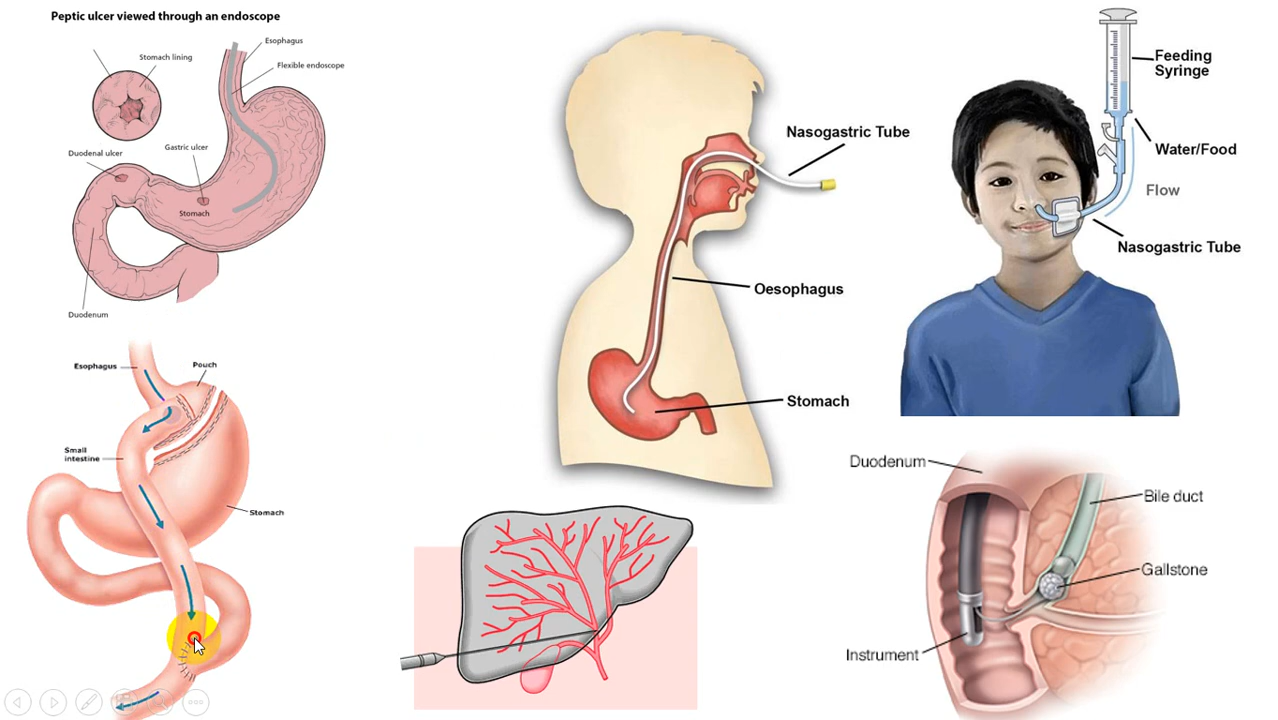 Peptic ulcer viewed through an endoscope
Esophagus
Stomach lining
Flexible endoscope
Gastric ulcer
Duodenal ulcer
Stomach
Duodenum
Nasogastric Tube
Oesophagus
Stomach
Feeding
Syringe
Water/Food
Flow
Nasogastric Tube
Esophagus
Pouch
Small
intestine
Stomach
Duodenum
Bile duct
Gallstone
Instrument